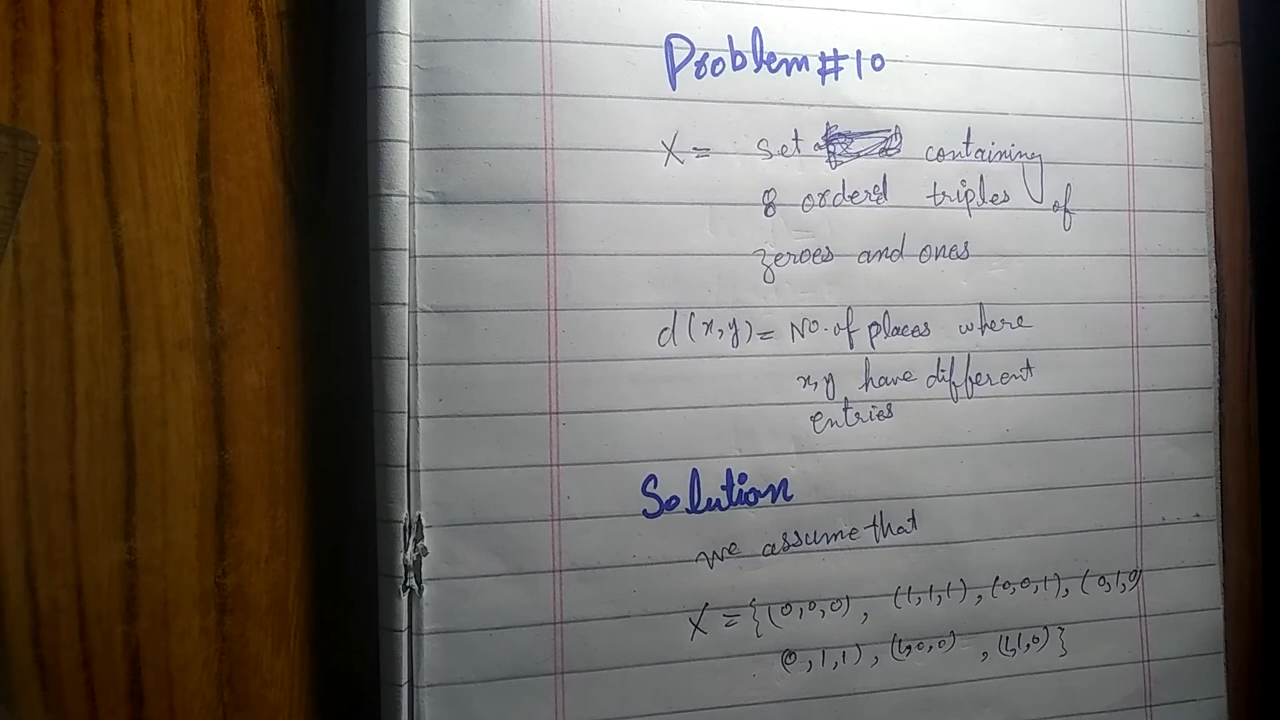 Problem #10
X = set containing
8 ordered triples of
zeroes and ones
d(x,y) = No. of places where
x,y have different
entries
Solution
we assume that
X = {(0,0,0), (1,1,1), (0,0,1), (0,1,0
0,1,1), (1,0,0), (1,1,0)}